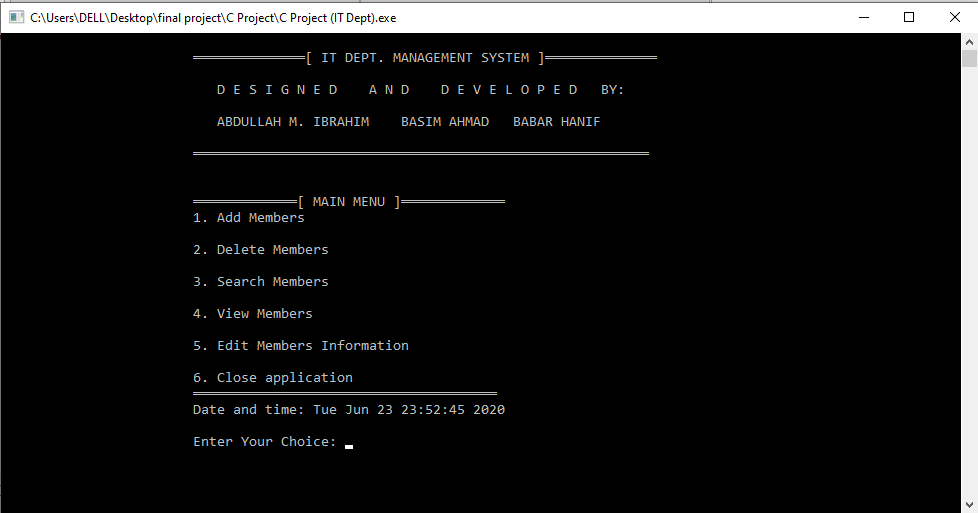 C:\Users\DELL\Desktop\final project\C Project\C Project (IT Dept).exe
══════════════[ IT DEPT. MANAGEMENT SYSTEM ]══════════════
D E S I G N E D    A N D    D E V E L O P E D   BY:
ABDULLAH M. IBRAHIM    BASIM AHMAD   BABAR HANIF
═════════════════════════════════════════════════════════
═════════════[ MAIN MENU ]═════════════
1. Add Members
2. Delete Members
3. Search Members
4. View Members
5. Edit Members Information
6. Close application
══════════════════════════════════════
Date and time: Tue Jun 23 23:52:45 2020
Enter Your Choice: